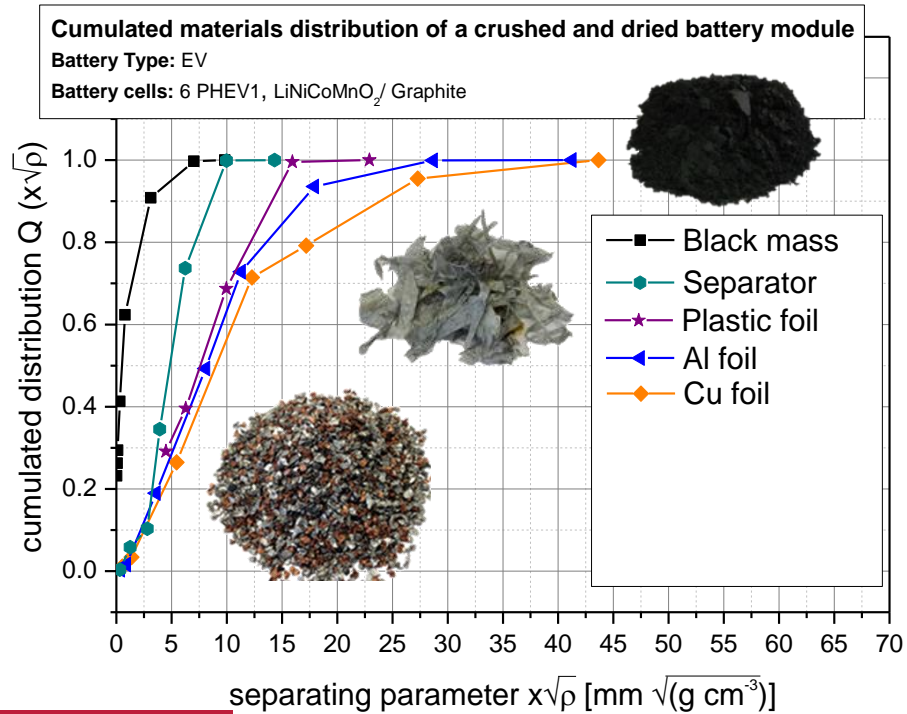 Cumulated materials distribution of a crushed and dried battery module
Battery Type: EV
Battery cells: 6 PHEV1, LiNiCoMnO₂/ Graphite
cumulated distribution Q (x√ρ)
1.0
0.8
0.6
0.4
0.2
0.0
Black mass
Separator
Plastic foil
Al foil
Cu foil
0 5 10 15 20 25 30 35 40 45 50 55 60 65 70
separating parameter x√ρ [mm √(g cm⁻³)]